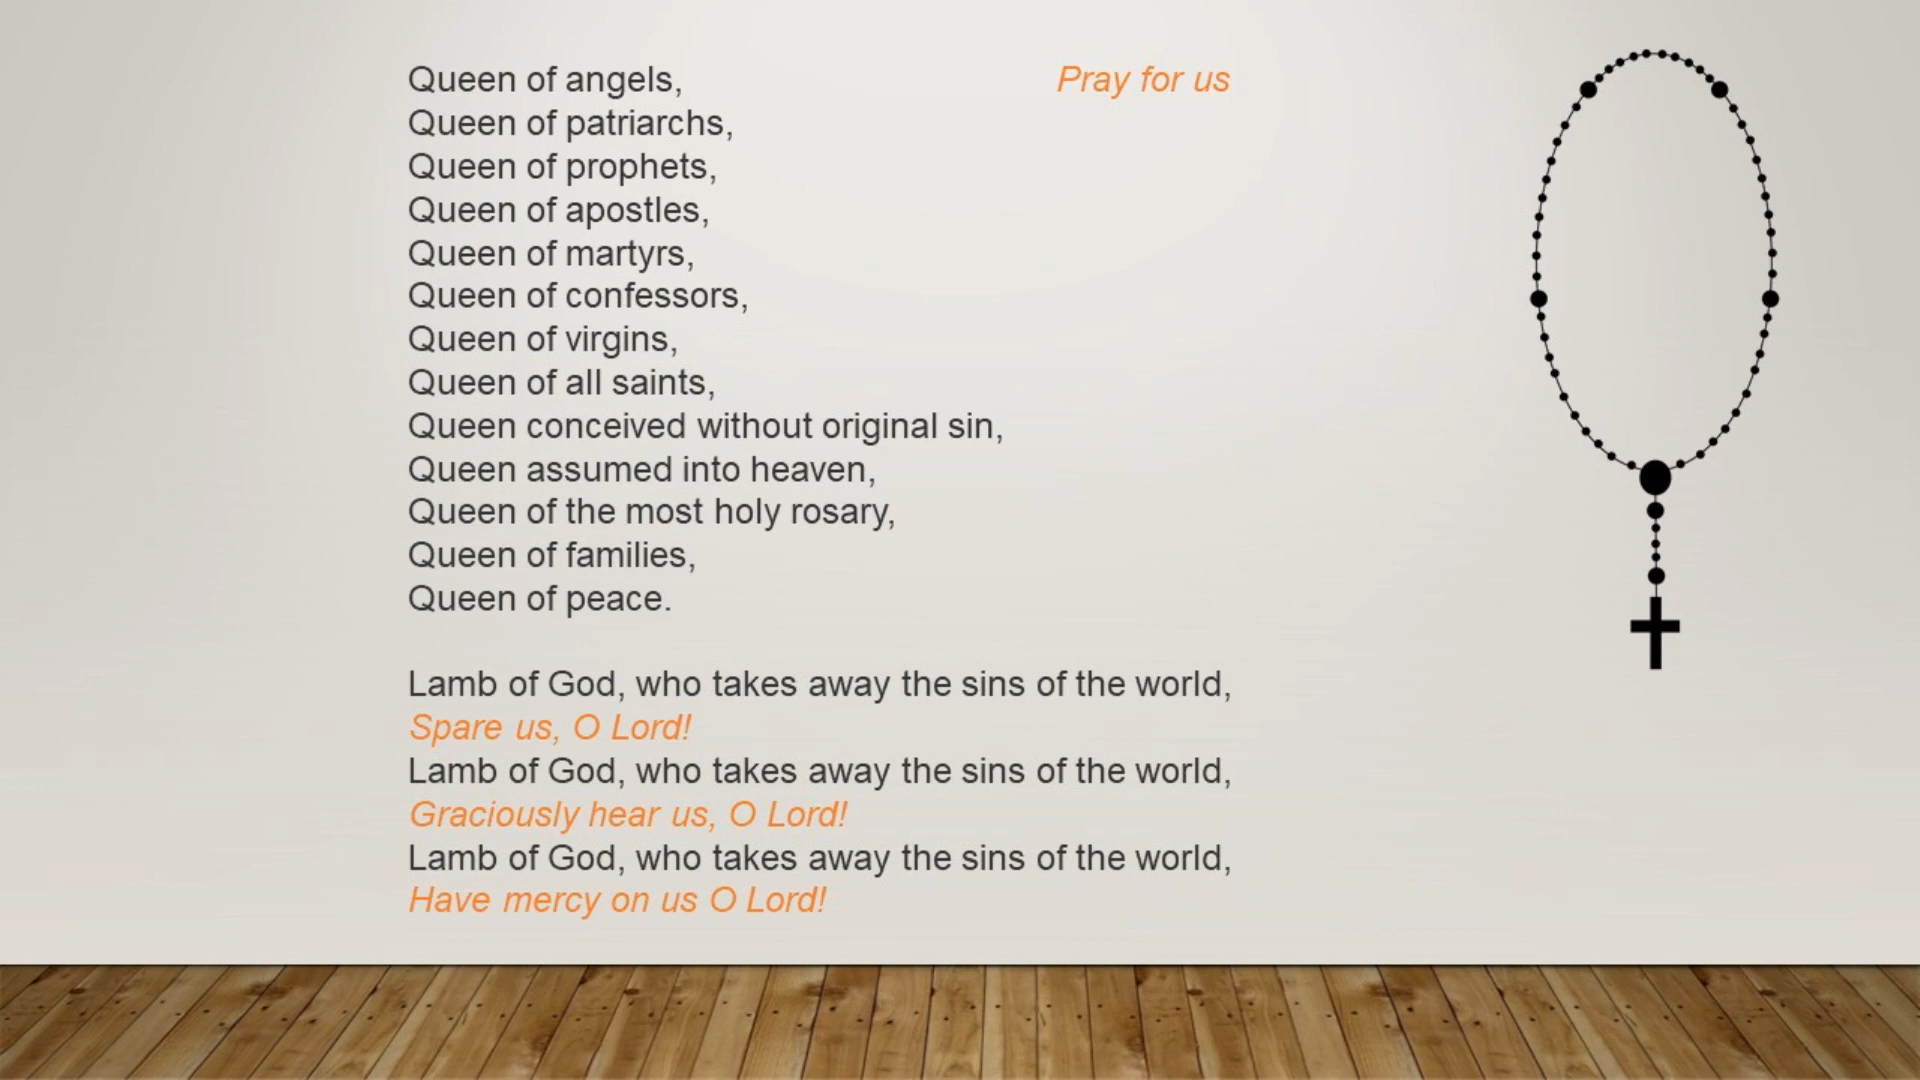 Queen of angels, Pray for us
Queen of patriarchs,
Queen of prophets,
Queen of apostles,
Queen of martyrs,
Queen of confessors,
Queen of virgins,
Queen of all saints,
Queen conceived without original sin,
Queen assumed into heaven,
Queen of the most holy rosary,
Queen of families,
Queen of peace.
Lamb of God, who takes away the sins of the world,
Spare us, O Lord!
Lamb of God, who takes away the sins of the world,
Graciously hear us, O Lord!
Lamb of God, who takes away the sins of the world,
Have mercy on us O Lord!